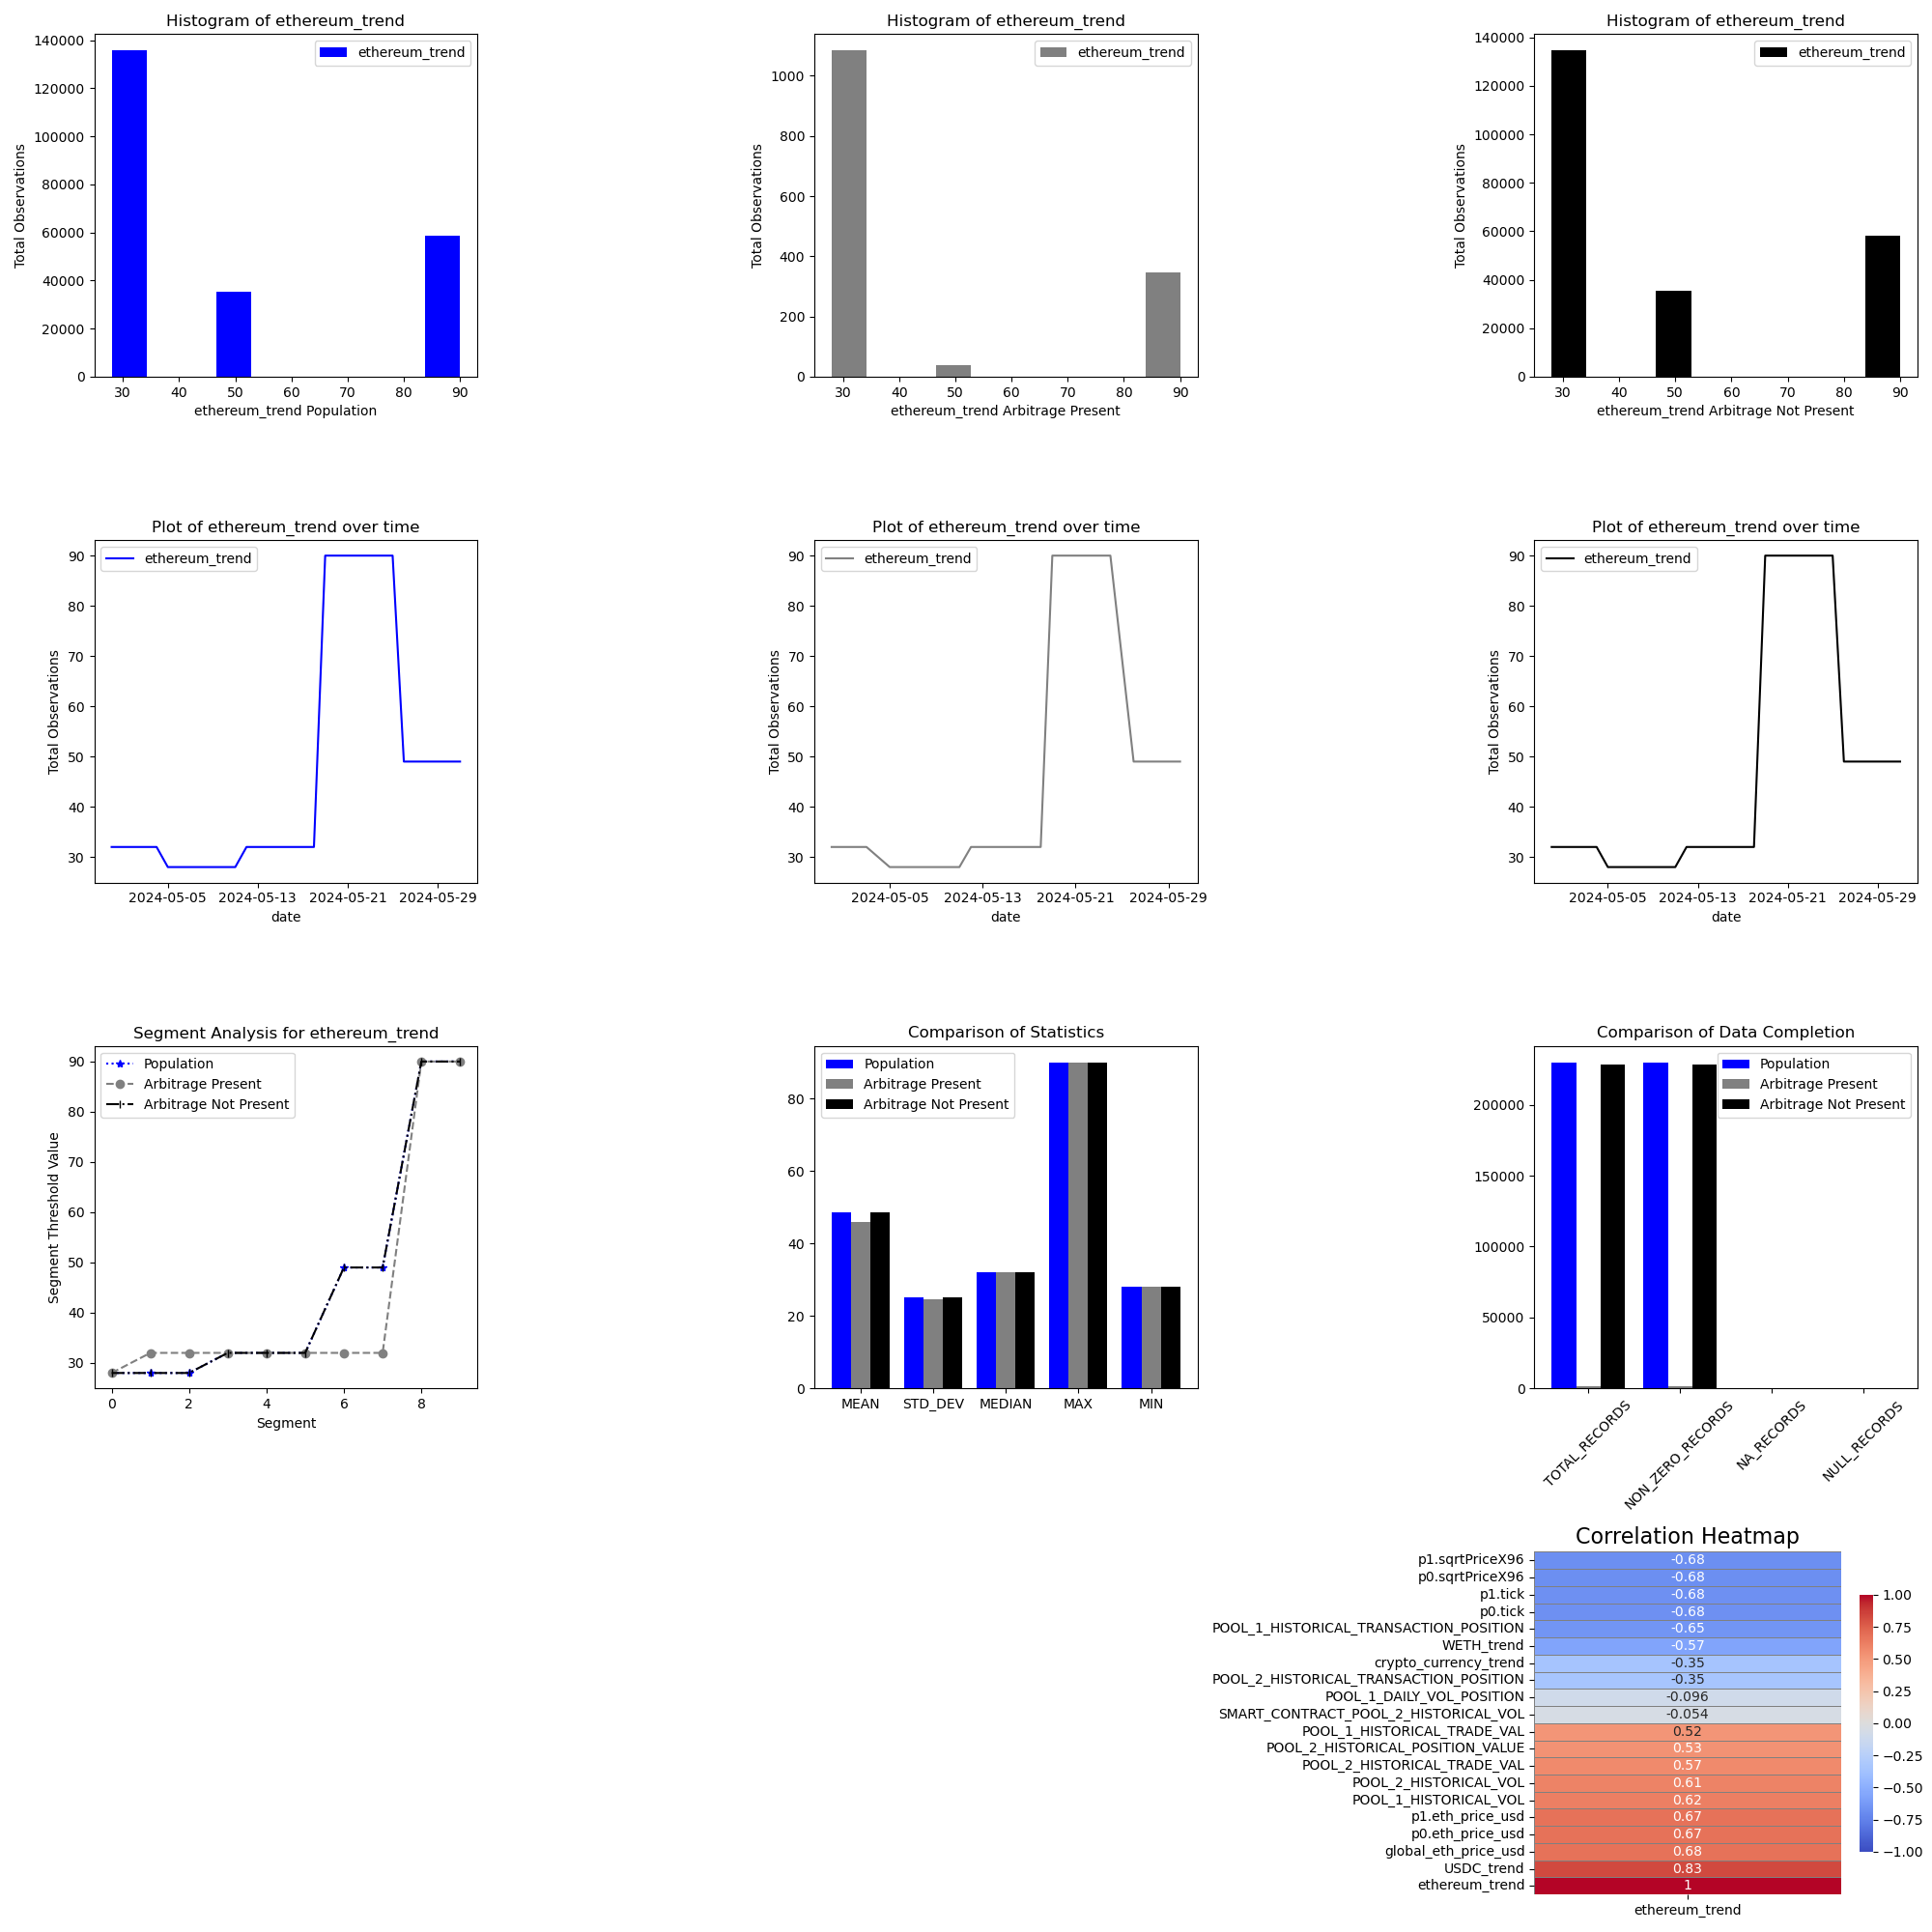 Histogram of ethereum_trend
ethereum_trend
Total Observations
140000
120000
100000
80000
60000
40000
20000
0
30 40 50 60 70 80 90
ethereum_trend Population
Histogram of ethereum_trend
ethereum_trend
Total Observations
1000
800
600
400
200
0
30 40 50 60 70 80 90
ethereum_trend Arbitrage Present
Histogram of ethereum_trend
ethereum_trend
Total Observations
140000
120000
100000
80000
60000
40000
20000
0
30 40 50 60 70 80 90
ethereum_trend Arbitrage Not Present
Plot of ethereum_trend over time
ethereum_trend
Total Observations
90
80
70
60
50
40
30
2024-05-05 2024-05-13 2024-05-21 2024-05-29
date
Plot of ethereum_trend over time
ethereum_trend
Total Observations
90
80
70
60
50
40
30
2024-05-05 2024-05-13 2024-05-21 2024-05-29
date
Plot of ethereum_trend over time
ethereum_trend
Total Observations
90
80
70
60
50
40
30
2024-05-05 2024-05-13 2024-05-21 2024-05-29
date
Segment Analysis for ethereum_trend
Population
Arbitrage Present
Arbitrage Not Present
Segment Threshold Value
90
80
70
60
50
40
30
0 2 4 6 8
Segment
Comparison of Statistics
Population
Arbitrage Present
Arbitrage Not Present
80
60
40
20
0
MEAN STD_DEV MEDIAN MAX MIN
Comparison of Data Completion
Population
Arbitrage Present
Arbitrage Not Present
200000
150000
100000
50000
0
TOTAL_RECORDS
NON_ZERO_RECORDS
NA_RECORDS
NULL_RECORDS
Correlation Heatmap
p1.sqrtPriceX96 -0.68
p0.sqrtPriceX96 -0.68
p1.tick -0.68
p0.tick -0.68
POOL_1_HISTORICAL_TRANSACTION_POSITION -0.65
WETH_trend -0.57
crypto_currency_trend -0.35
POOL_2_HISTORICAL_TRANSACTION_POSITION -0.35
POOL_1_DAILY_VOL_POSITION -0.096
SMART_CONTRACT_POOL_2_HISTORICAL_VOL -0.054
POOL_1_HISTORICAL_TRADE_VAL 0.52
POOL_2_HISTORICAL_POSITION_VALUE 0.53
POOL_2_HISTORICAL_TRADE_VAL 0.57
POOL_2_HISTORICAL_VOL 0.61
POOL_1_HISTORICAL_VOL 0.62
p1.eth_price_usd 0.67
p0.eth_price_usd 0.67
global_eth_price_usd 0.68
USDC_trend 0.83
ethereum_trend 1
ethereum_trend
1.00
0.75
0.50
0.25
0.00
−0.25
−0.50
−0.75
−1.00